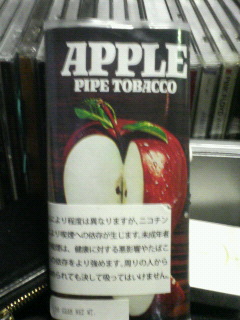 APPLE
PIPE TOBACCO
により程度は異なりますが、ニコチン
より喫煙への依存が生じます。未成年者
喫煙は、健康に対する悪影響やたばこ
の依存をより強めます。周りの人から
められても決して吸ってはいけません。
NET WT.